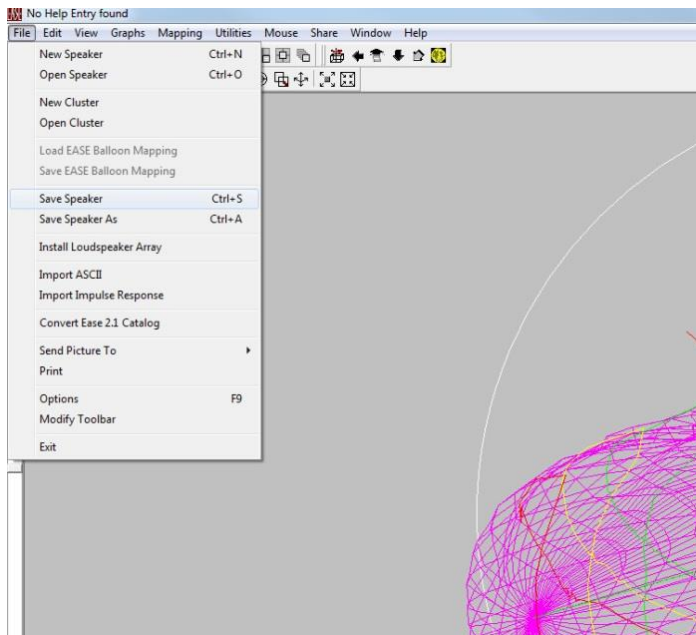 No Help Entry found
File Edit View Graphs Mapping Utilities Mouse Share Window Help
New Speaker Ctrl+N
Open Speaker Ctrl+O
New Cluster
Open Cluster
Load EASE Balloon Mapping
Save EASE Balloon Mapping
Save Speaker Ctrl+S
Save Speaker As Ctrl+A
Install Loudspeaker Array
Import ASCII
Import Impulse Response
Convert Ease 2.1 Catalog
Send Picture To
Print
Options F9
Modify Toolbar
Exit